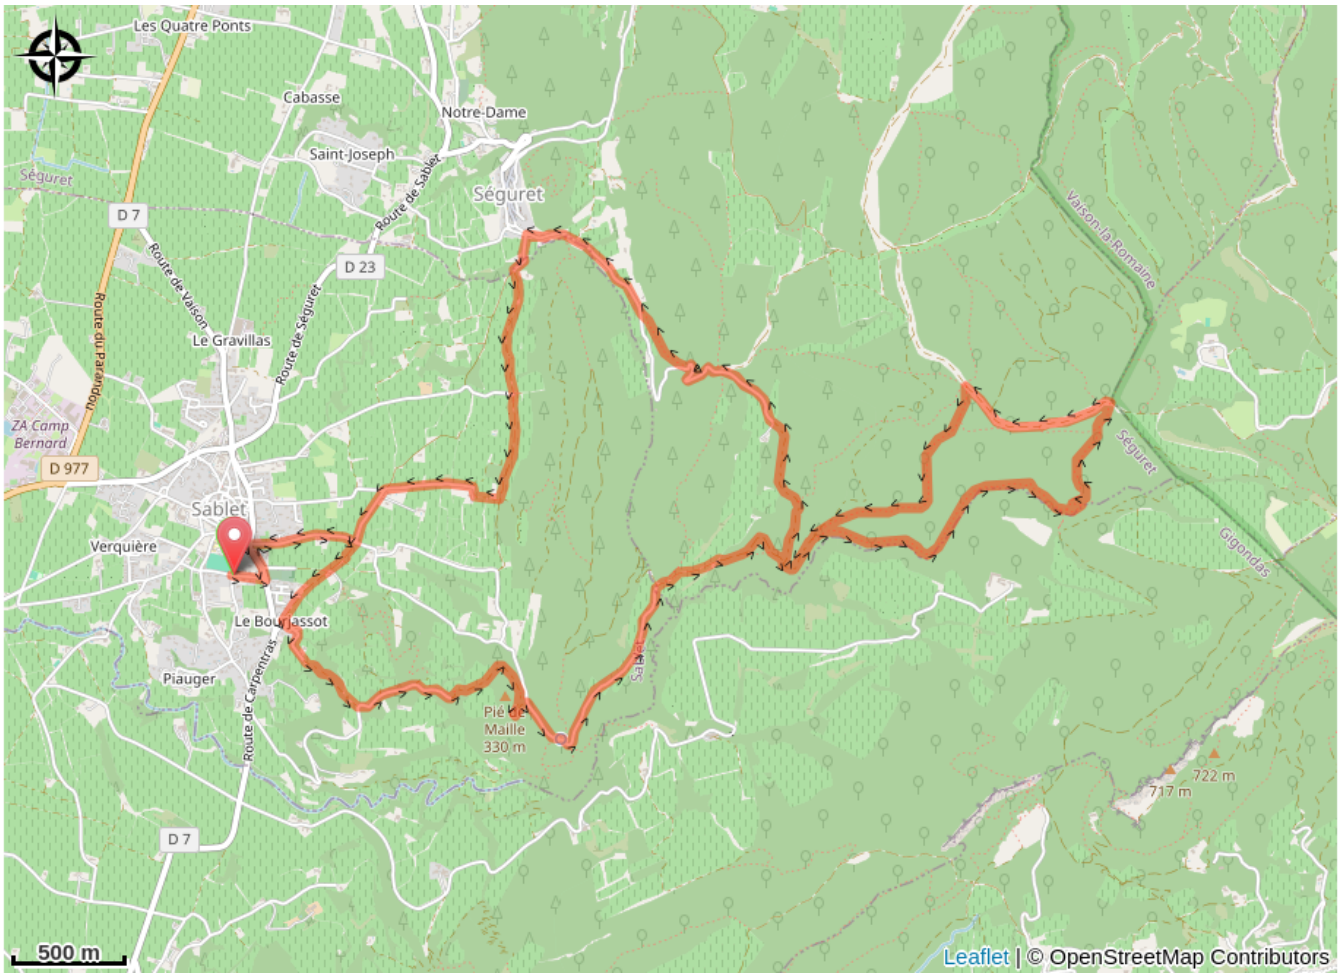 Les Quatre Ponts
Cabasse
Notre-Dame
Saint-Joseph
Route de Sablet
Séguret
Séguret
D 7
Vaison-la Romaine
Route de Vaison
D 23
Route de Séguret
Route du Parandou
Le Gravillas
ZA Camp
Bernard
D 977
Séguret
Sablet
Verquière
Gigondas
Le Bourjassot
Sablet
Piauger
Route de Carpentras
Pié de
Maille
330 m
722 m
717 m
D 7
500 m
Leaflet | © OpenStreetMap Contributors